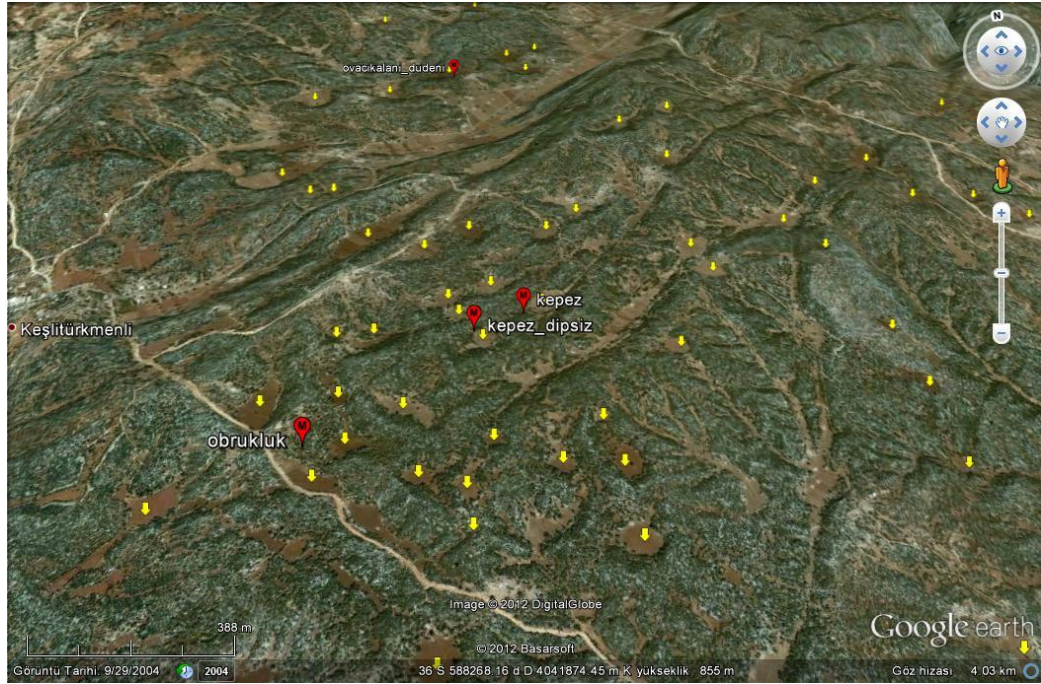 N
ovacikalani_dudeni
kepez
Keşlitürkmenli
kepez_dipsiz
obrukluk
Image © 2012 DigitalGlobe
388 m
Google earth
© 2012 Basarsoft
Görüntü Tarihi: 9/29/2004
2004
36 S 588268.16 d D 4041874.45 m K yükseklik 855 m
Göz hizası 4.03 km